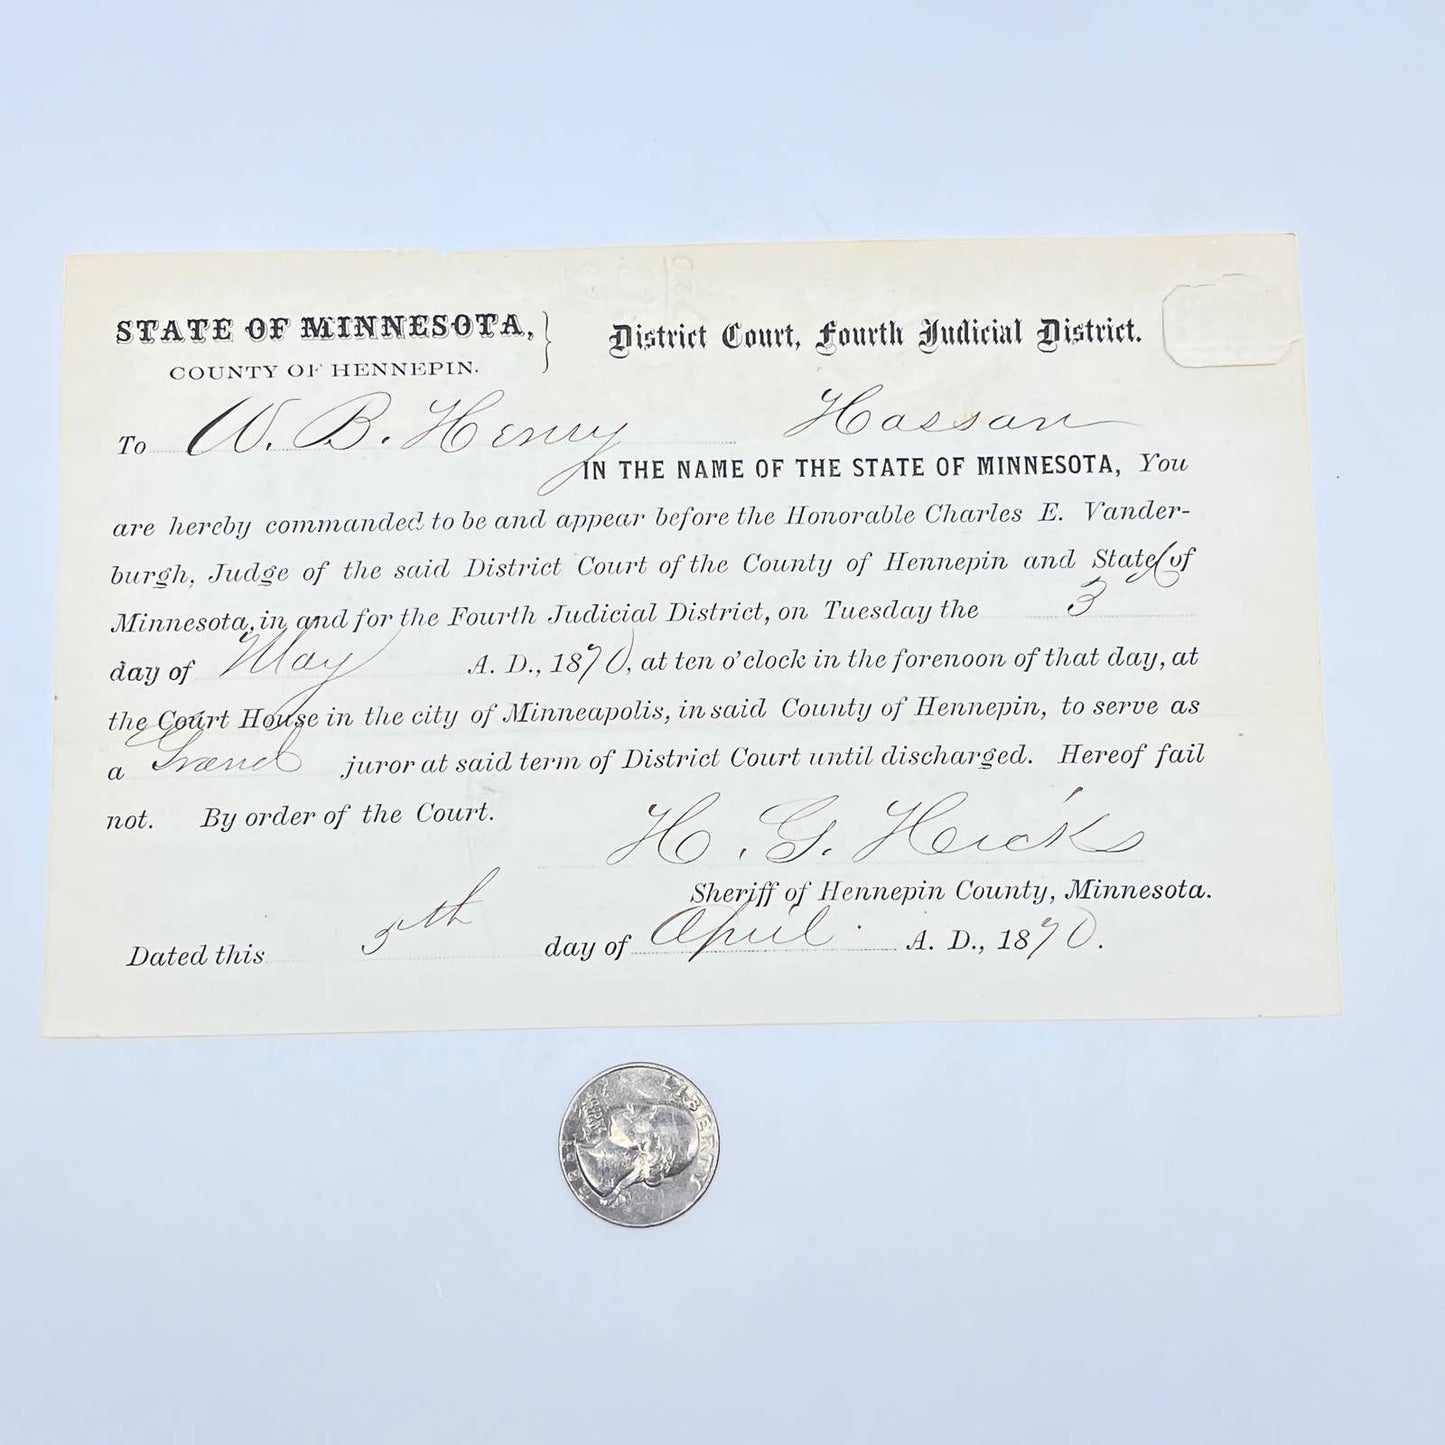 STATE OF MINNESOTA,
COUNTY OF HENNEPIN.
District Court, Fourth Judicial District.
To W. B. Henry Hassan
IN THE NAME OF THE STATE OF MINNESOTA, You
are hereby commanded to be and appear before the Honorable Charles E. Vander-
burgh, Judge of the said District Court of the County of Hennepin and State of
Minnesota, in and for the Fourth Judicial District, on Tuesday the 3
day of May A. D., 1870, at ten o'clock in the forenoon of that day, at
the Court House in the city of Minneapolis, in said County of Hennepin, to serve as
a Grand juror at said term of District Court until discharged. Hereof fail
not. By order of the Court.
H. G. Hicks
Sheriff of Hennepin County, Minnesota.
Dated this 5th day of April A. D., 1870.
LIBERTY